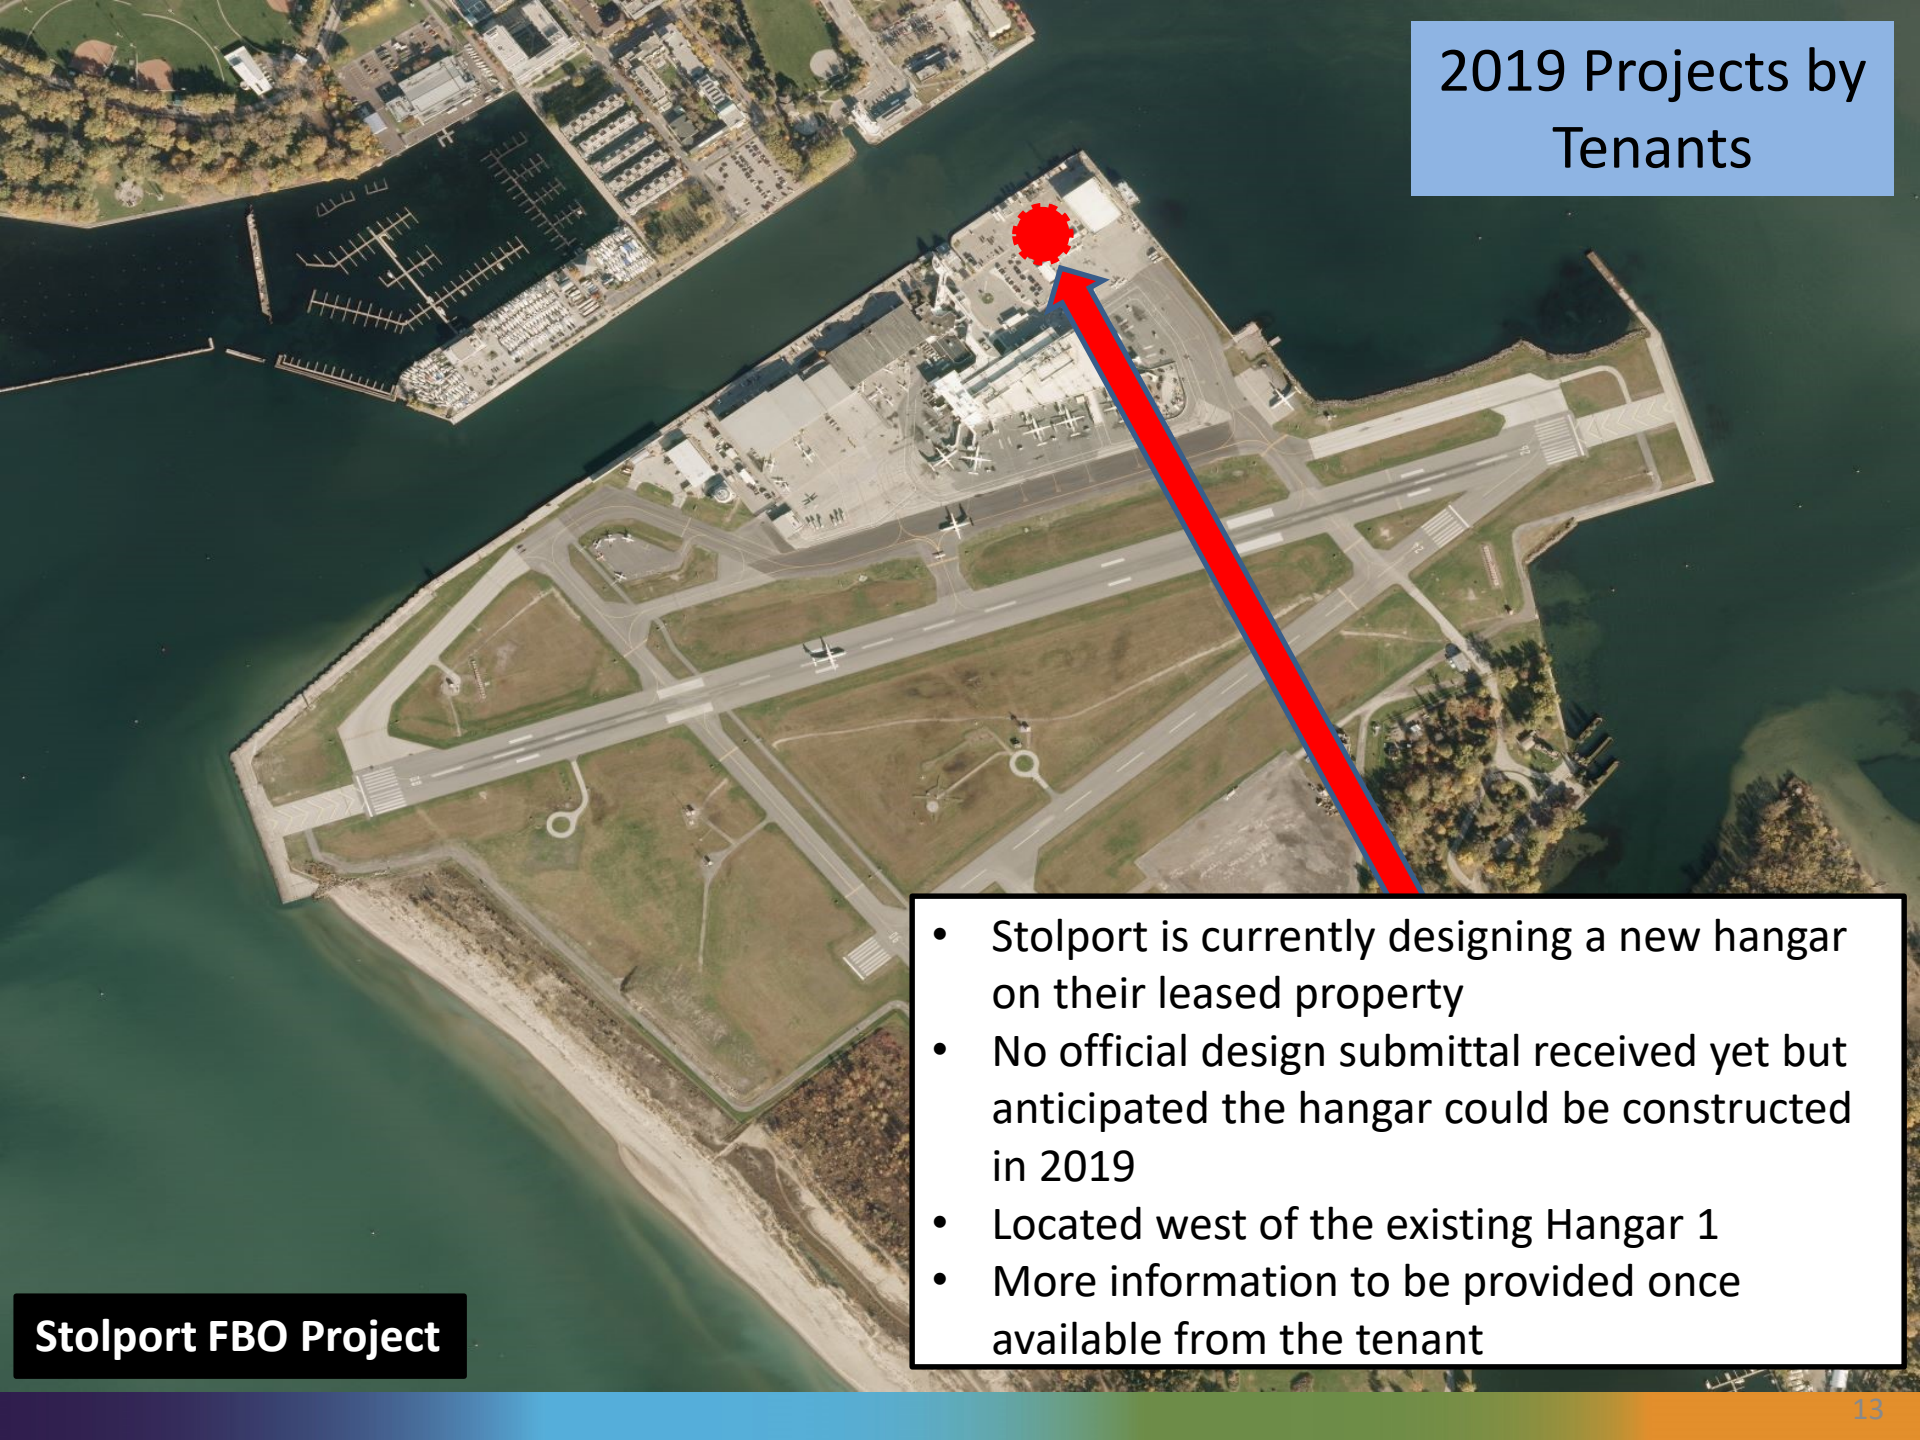 2019 Projects by
Tenants
• Stolport is currently designing a new hangar
on their leased property
• No official design submittal received yet but
anticipated the hangar could be constructed
in 2019
• Located west of the existing Hangar 1
• More information to be provided once
available from the tenant
Stolport FBO Project
13